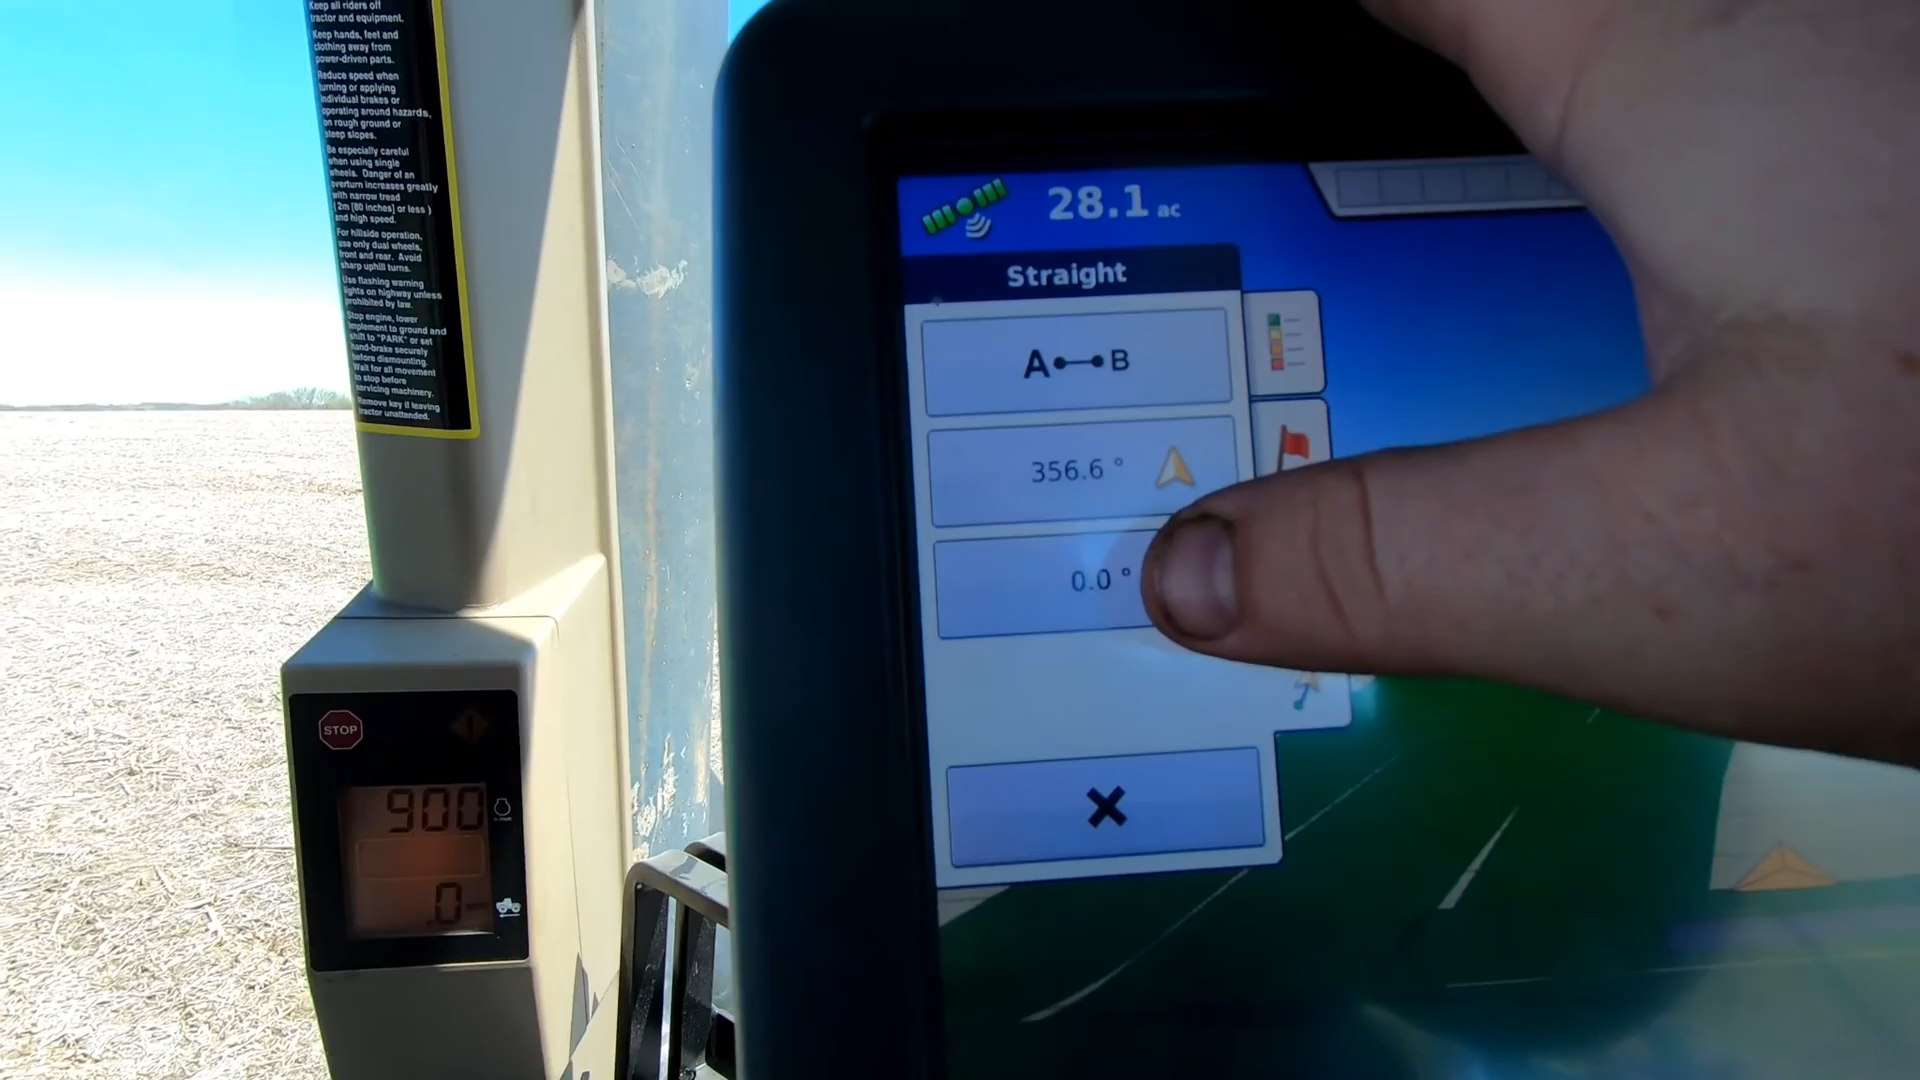 Keep all riders off
tractor and equipment.
Keep hands, feet and
clothing away from
power-driven parts.
Reduce speed when
turning or applying
individual brakes or
operating around hazards,
on rough ground or
steep slopes.
Be especially careful
when using single
wheels. Danger of an
overturn increases greatly
with narrow tread
(2m [80 inches] or less)
and high speed.
For hillside operation,
use only dual wheels,
front and rear. Avoid
sharp uphill turns.
Use flashing warning
lights on highway unless
prohibited by law.
Stop engine, lower
implement to ground and
shift to "PARK" or set
hand-brake securely
before dismounting.
Wait for all movement
to stop before
servicing machinery.
Remove key if leaving
tractor unattended.
STOP
900
.0
28.1 ac
Straight
A B
356.6 °
0.0 °